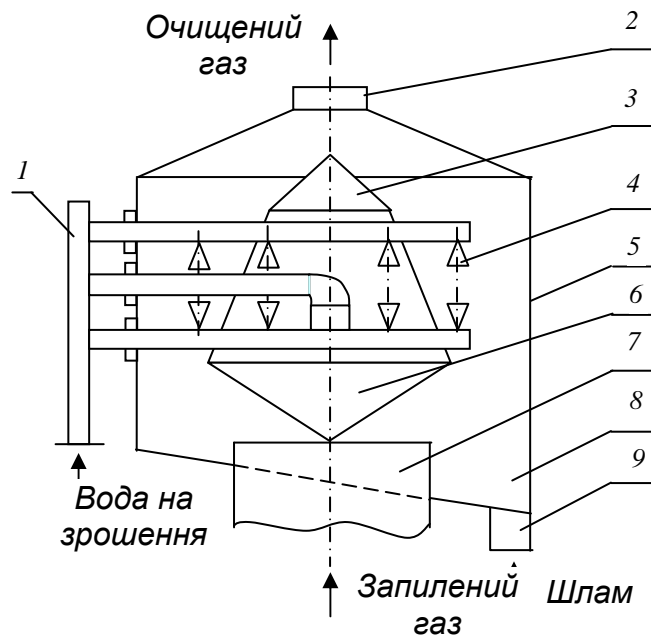 Очищений
газ
2
3
1
4
5
6
7
8
9
Вода на
зрошення
Запилений
газ
Шлам